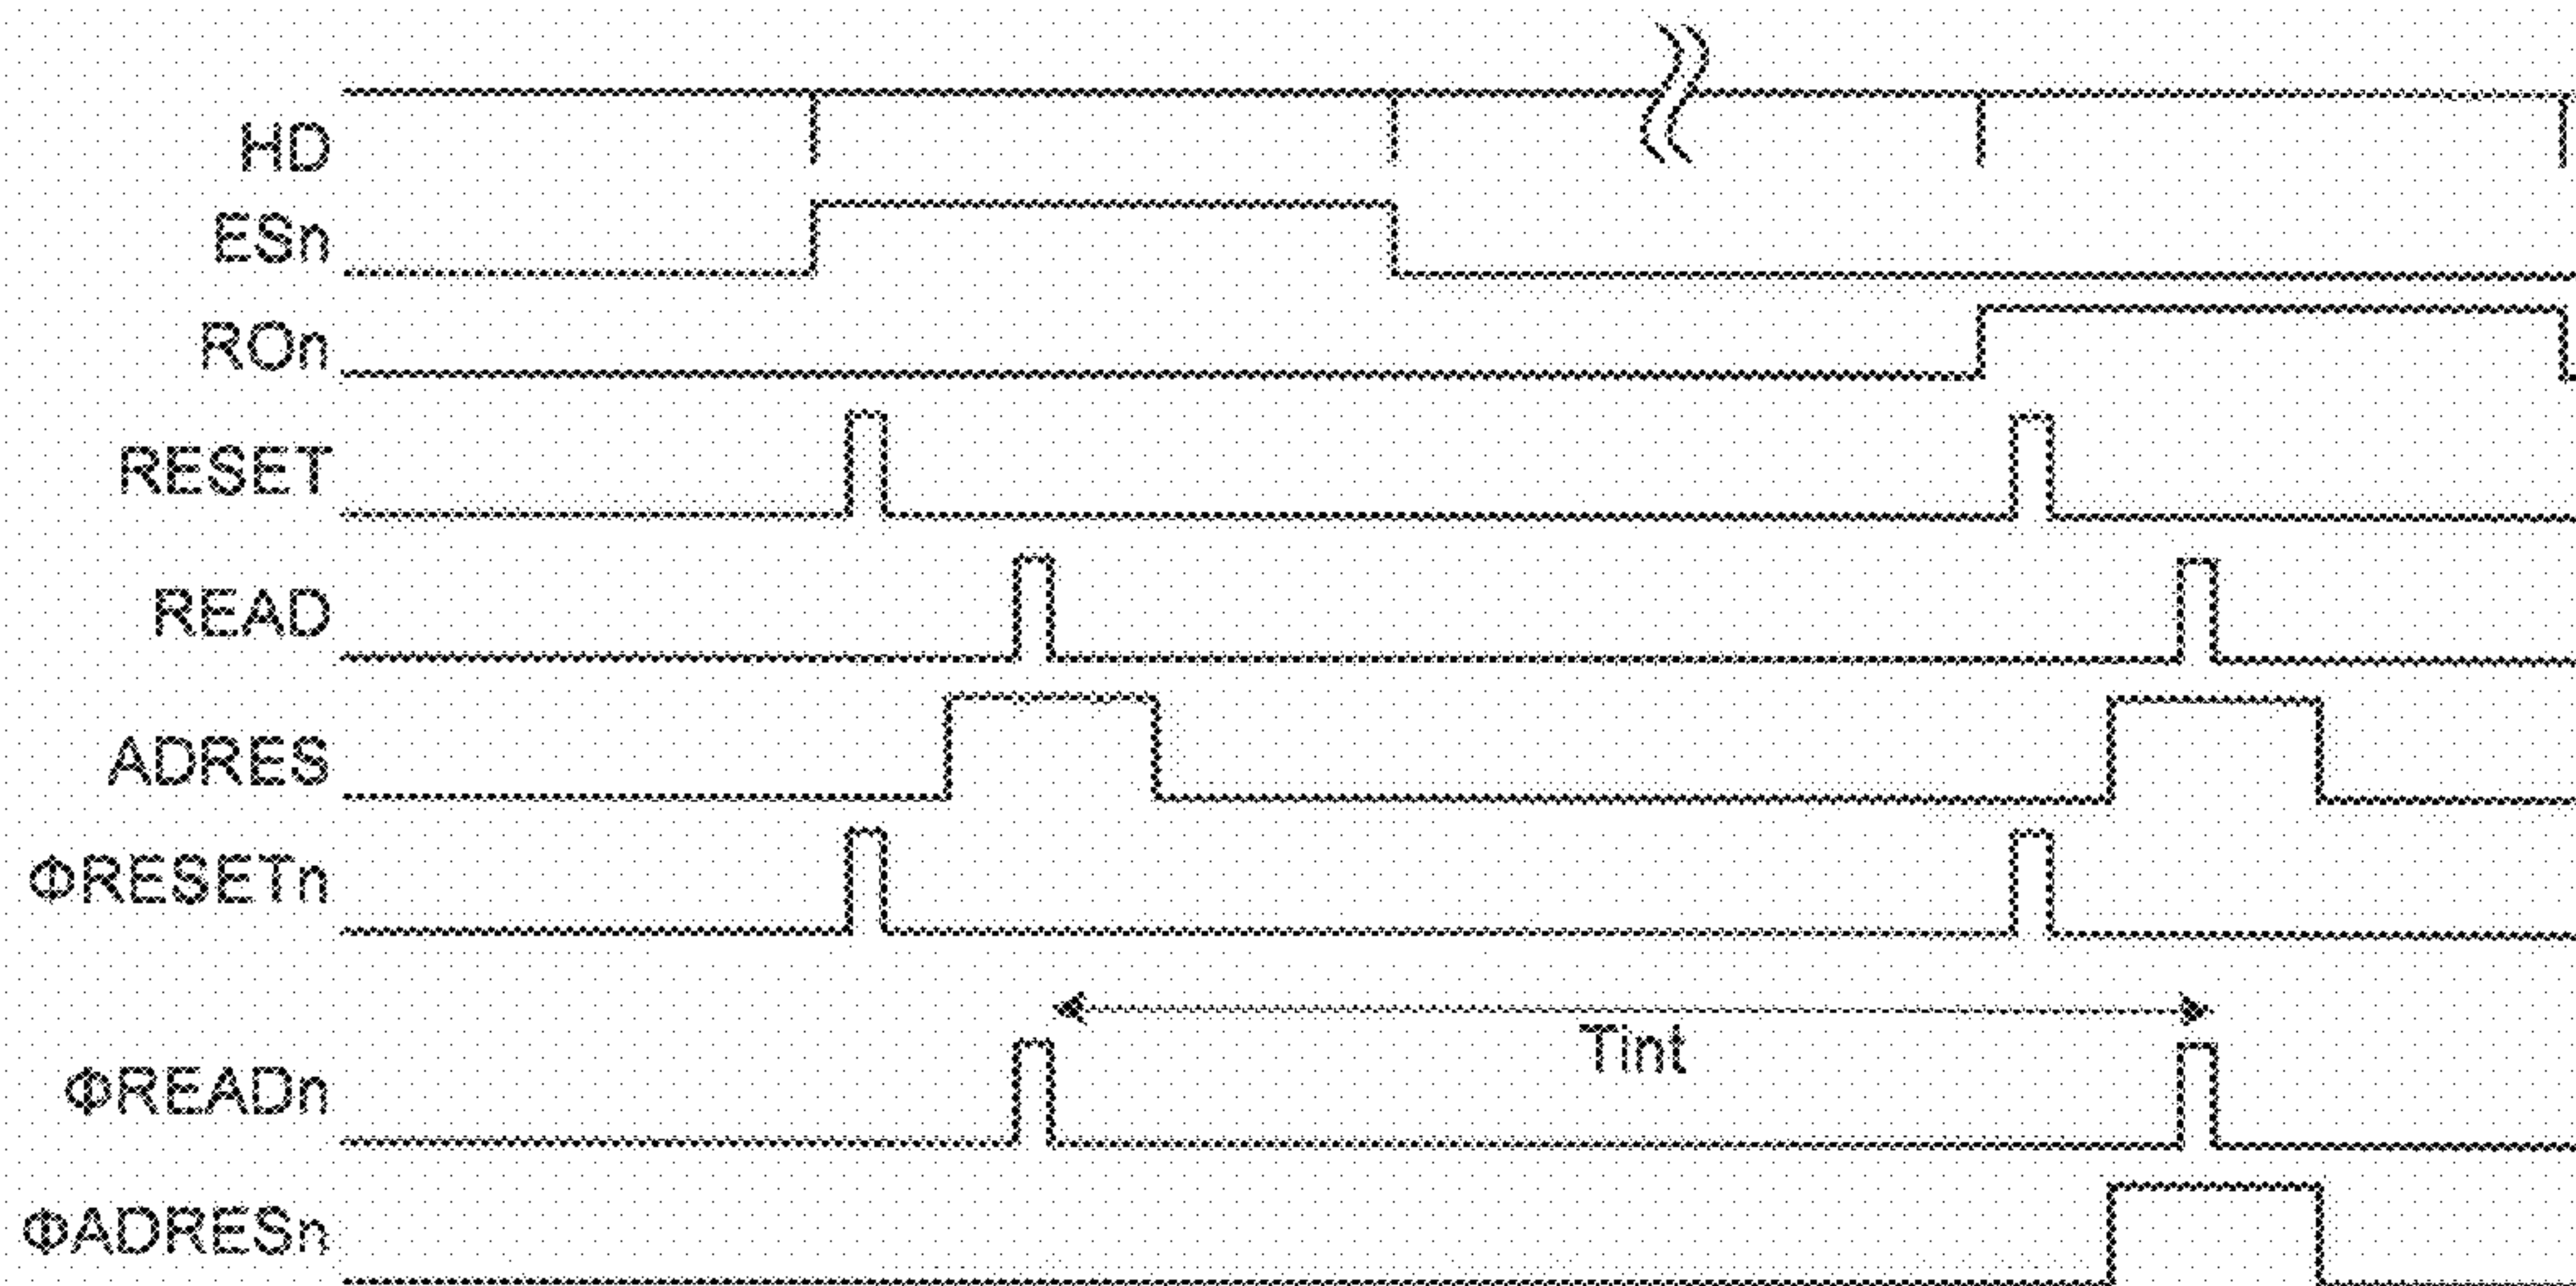 HD
ESn
ROn
RESET
READ
ADRES
ΦRESETn
Tint
ΦREADn
ΦADRESn